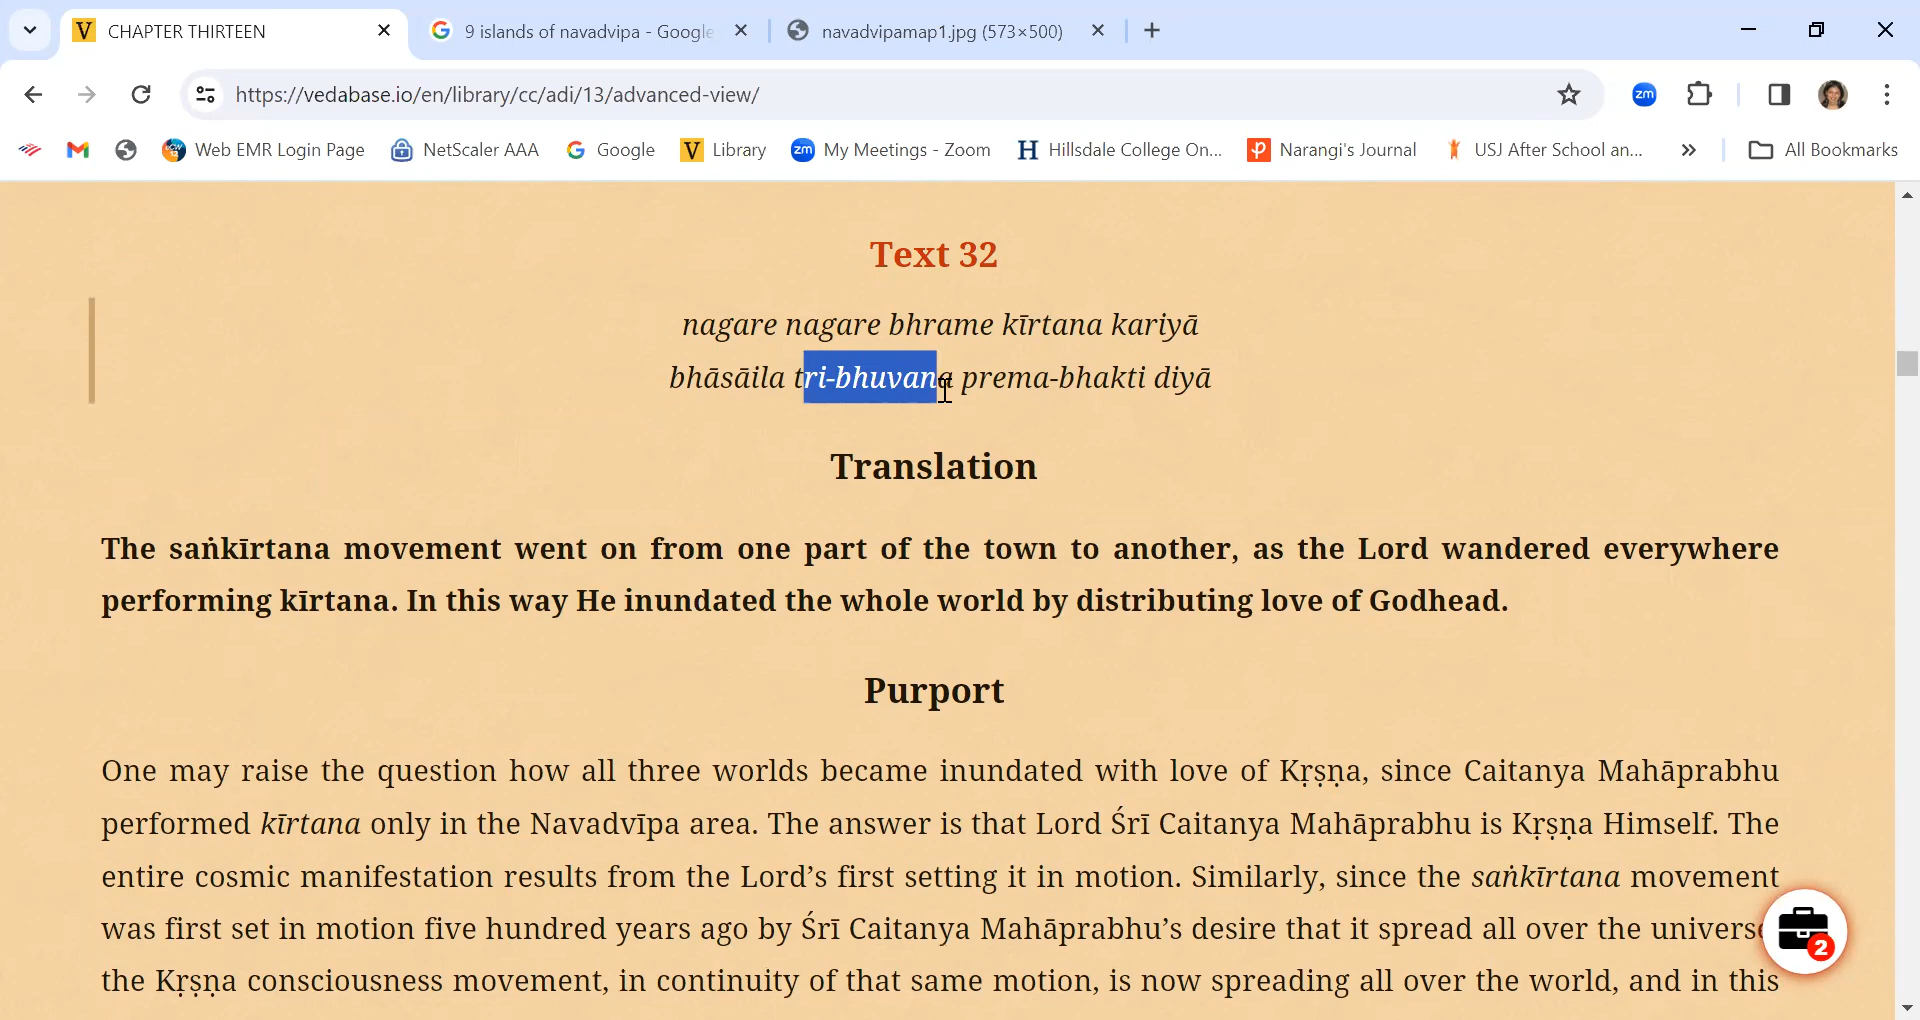 CHAPTER THIRTEEN
9 islands of navadvipa - Google
navadvipamap1.jpg (573×500)
https://vedabase.io/en/library/cc/adi/13/advanced-view/
zm
Web EMR Login Page
NetScaler AAA
Google
Library
zm
My Meetings - Zoom
Hillsdale College On...
Narangi's Journal
USJ After School an...
All Bookmarks
Text 32
nagare nagare bhrame kīrtana kariyā
bhāsāila tri-bhuvana prema-bhakti diyā
Translation
The saṅkīrtana movement went on from one part of the town to another, as the Lord wandered everywhere
performing kīrtana. In this way He inundated the whole world by distributing love of Godhead.
Purport
One may raise the question how all three worlds became inundated with love of Kṛṣṇa, since Caitanya Mahāprabhu
performed kīrtana only in the Navadvīpa area. The answer is that Lord Śrī Caitanya Mahāprabhu is Kṛṣṇa Himself. The
entire cosmic manifestation results from the Lord’s first setting it in motion. Similarly, since the saṅkīrtana movement
was first set in motion five hundred years ago by Śrī Caitanya Mahāprabhu’s desire that it spread all over the universe
the Kṛṣṇa consciousness movement, in continuity of that same motion, is now spreading all over the world, and in this
2